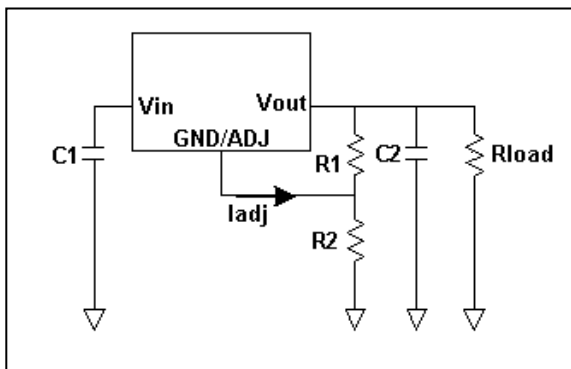 Vin
Vout
GND/ADJ
C1
R1
C2
Rload
Iadj
R2